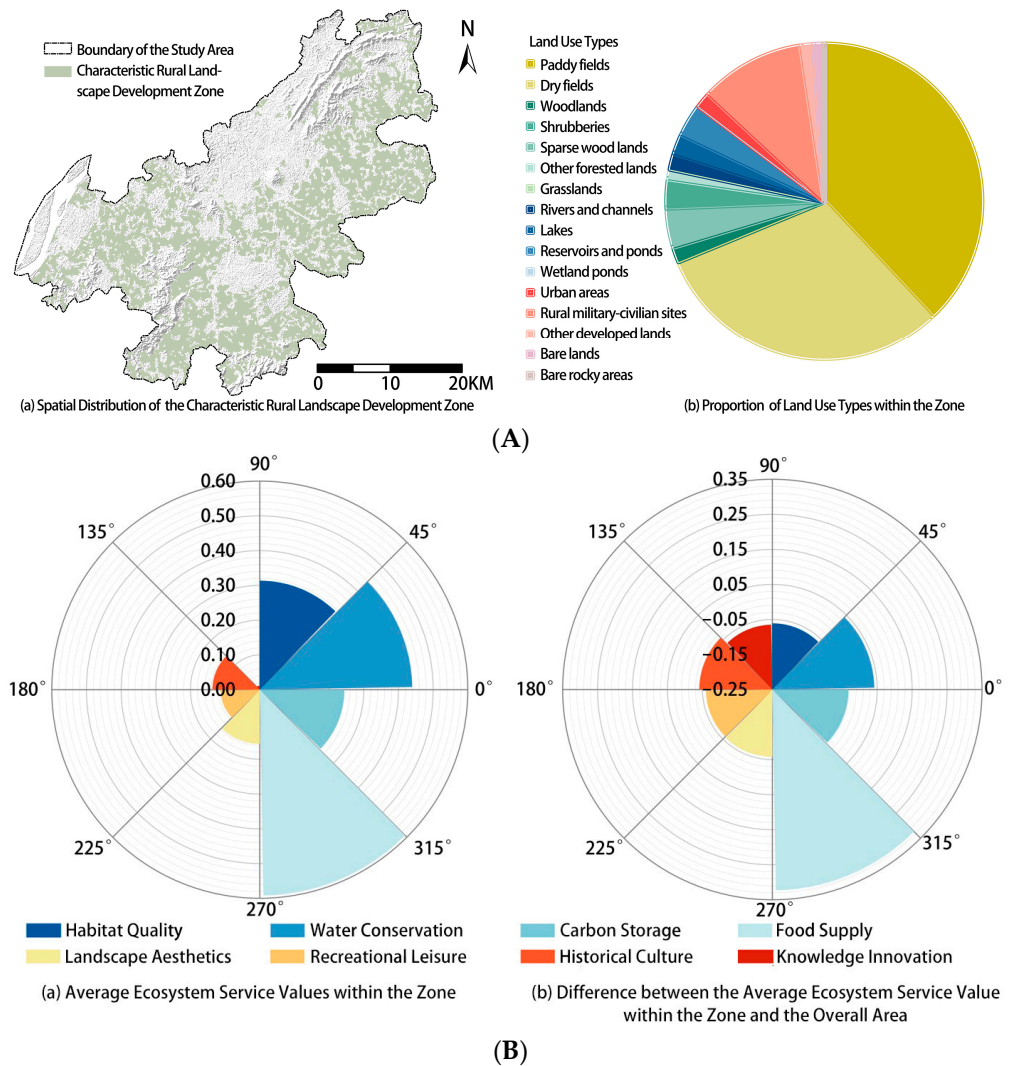 Boundary of the Study Area
Characteristic Rural Land-
scape Development Zone
N
0 10 20KM
(a) Spatial Distribution of the Characteristic Rural Landscape Development Zone
Land Use Types
Paddy fields
Dry fields
Woodlands
Shrubberies
Sparse wood lands
Other forested lands
Grasslands
Rivers and channels
Lakes
Reservoirs and ponds
Wetland ponds
Urban areas
Rural military-civilian sites
Other developed lands
Bare lands
Bare rocky areas
(b) Proportion of Land Use Types within the Zone
(A)
90°
0.60
135°
0.50
45°
0.40
0.30
0.20
0.10
180°
0.00
0°
225°
315°
270°
90°
0.35
135°
0.25
45°
0.15
0.05
−0.05
−0.15
180°
−0.25
0°
225°
315°
270°
Habitat Quality
Water Conservation
Carbon Storage
Food Supply
Landscape Aesthetics
Recreational Leisure
Historical Culture
Knowledge Innovation
(a) Average Ecosystem Service Values within the Zone
(b) Difference between the Average Ecosystem Service Value
within the Zone and the Overall Area
(B)